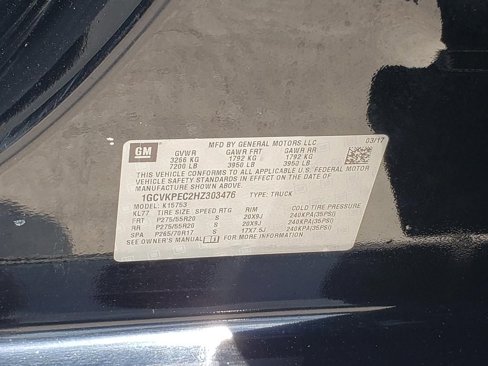 MFD BY GENERAL MOTORS LLC 03/17
GM GVWR GAWR FRT GAWR RR
3266 KG 1792 KG 1792 KG
7200 LB 3950 LB 3950 LB
THIS VEHICLE CONFORMS TO ALL APPLICABLE U.S. FEDERAL MOTOR
VEHICLE SAFETY STANDARDS IN EFFECT ON THE DATE OF
MANUFACTURE SHOWN ABOVE.
1GCVKPEC2HZ303476 TYPE: TRUCK
MODEL: K15753
KL77 TIRE SIZE SPEED RTG RIM COLD TIRE PRESSURE
FRT P275/55R20 S 20X9J 240KPA(35PSI)
RR P275/55R20 S 20X9J 240KPA(35PSI)
SPA P265/70R17 S 17X7.5J 240KPA(35PSI)
SEE OWNER'S MANUAL FOR MORE INFORMATION.